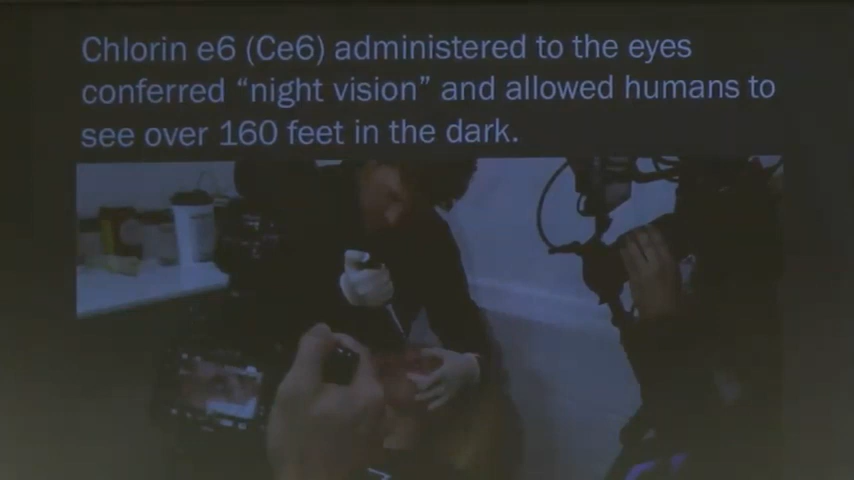 Chlorin e6 (Ce6) administered to the eyes
conferred “night vision” and allowed humans to
see over 160 feet in the dark.